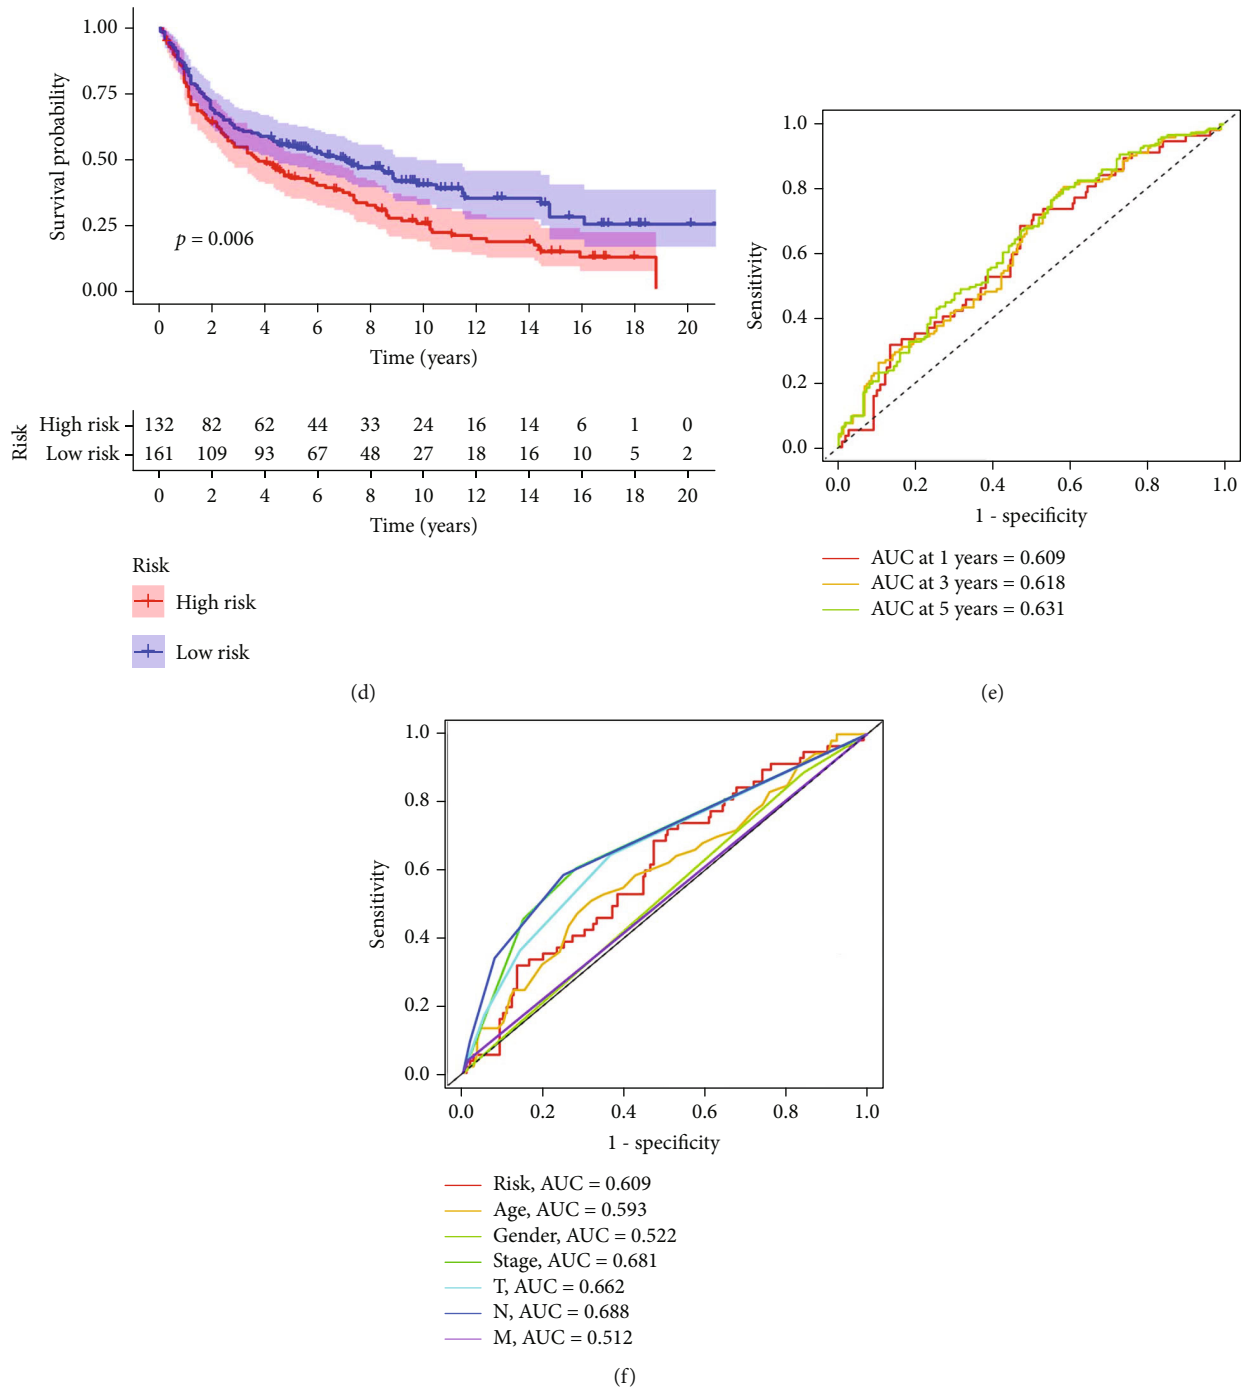 1.00
0.75
0.50
0.25
0.00
Survival probability
p = 0.006
0 2 4 6 8 10 12 14 16 18 20
Time (years)
Risk
High risk 132 82 62 44 33 24 16 14 6 1 0
Low risk 161 109 93 67 48 27 18 16 10 5 2
0 2 4 6 8 10 12 14 16 18 20
Time (years)
Risk
High risk
Low risk
(d)
1.0
0.8
0.6
0.4
0.2
0.0
Sensitivity
0.0 0.2 0.4 0.6 0.8 1.0
1 - specificity
AUC at 1 years = 0.609
AUC at 3 years = 0.618
AUC at 5 years = 0.631
(e)
1.0
0.8
0.6
0.4
0.2
0.0
Sensitivity
0.0 0.2 0.4 0.6 0.8 1.0
1 - specificity
Risk, AUC = 0.609
Age, AUC = 0.593
Gender, AUC = 0.522
Stage, AUC = 0.681
T, AUC = 0.662
N, AUC = 0.688
M, AUC = 0.512
(f)